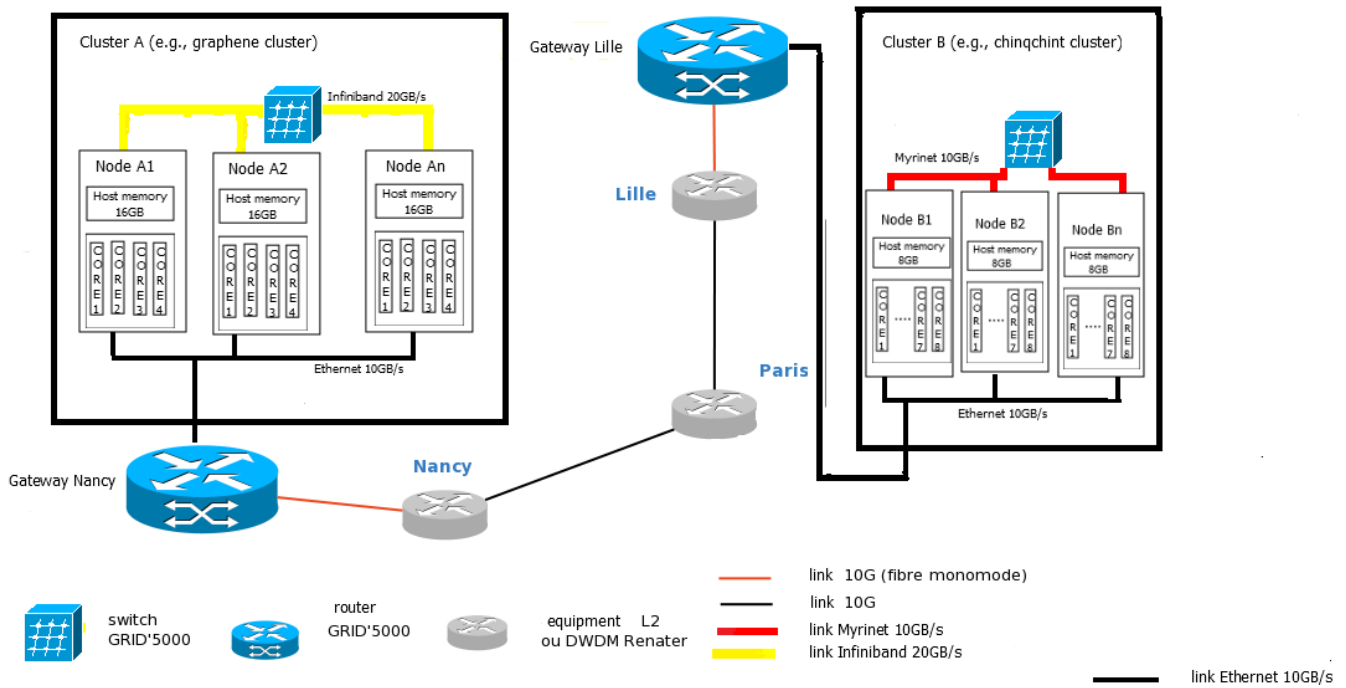 Cluster A (e.g., graphene cluster)
Infiniband 20GB/s
Node A1
Host memory
16GB
CORE1
CORE2
CORE3
CORE4
Node A2
Host memory
16GB
CORE1
CORE2
CORE3
CORE4
Node An
Host memory
16GB
CORE1
CORE2
CORE3
CORE4
Ethernet 10GB/s
Gateway Nancy
Nancy
Paris
Lille
Gateway Lille
Cluster B (e.g., chinqchint cluster)
Myrinet 10GB/s
Node B1
Host memory
8GB
CORE1
....
CORE7
CORE8
Node B2
Host memory
8GB
CORE1
....
CORE7
CORE8
Node Bn
Host memory
8GB
CORE1
....
CORE7
CORE8
Ethernet 10GB/s
switch
GRID'5000
router
GRID'5000
equipment L2
ou DWDM Renater
link 10G (fibre monomode)
link 10G
link Myrinet 10GB/s
link Infiniband 20GB/s
link Ethernet 10GB/s